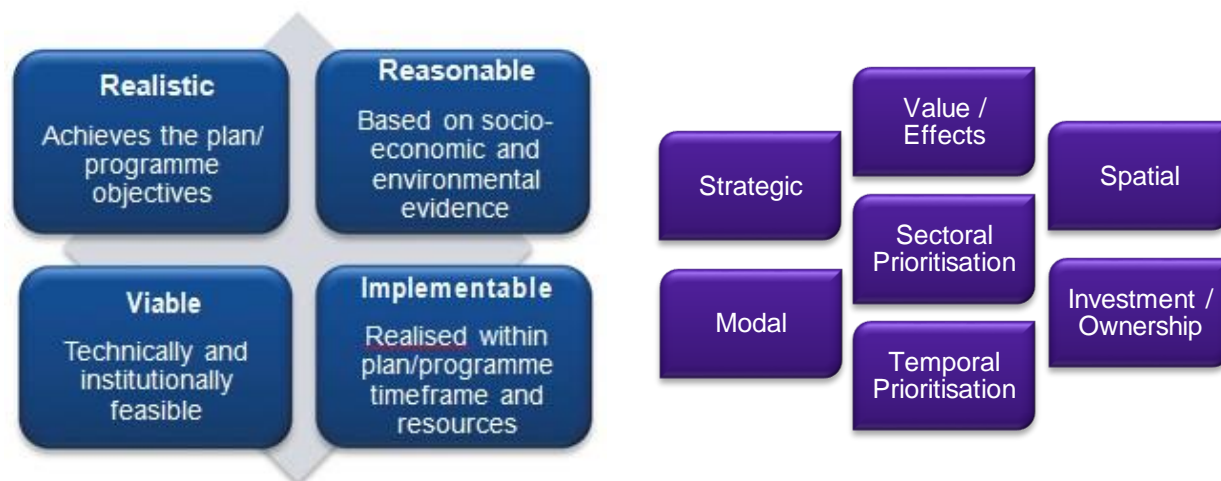 Realistic
Achieves the plan/
programme
objectives
Reasonable
Based on socio-
economic and
environmental
evidence
Viable
Technically and
institutionally
feasible
Implementable
Realised within
plan/programme
timeframe and
resources
Strategic
Modal
Value /
Effects
Sectoral
Prioritisation
Temporal
Prioritisation
Spatial
Investment /
Ownership